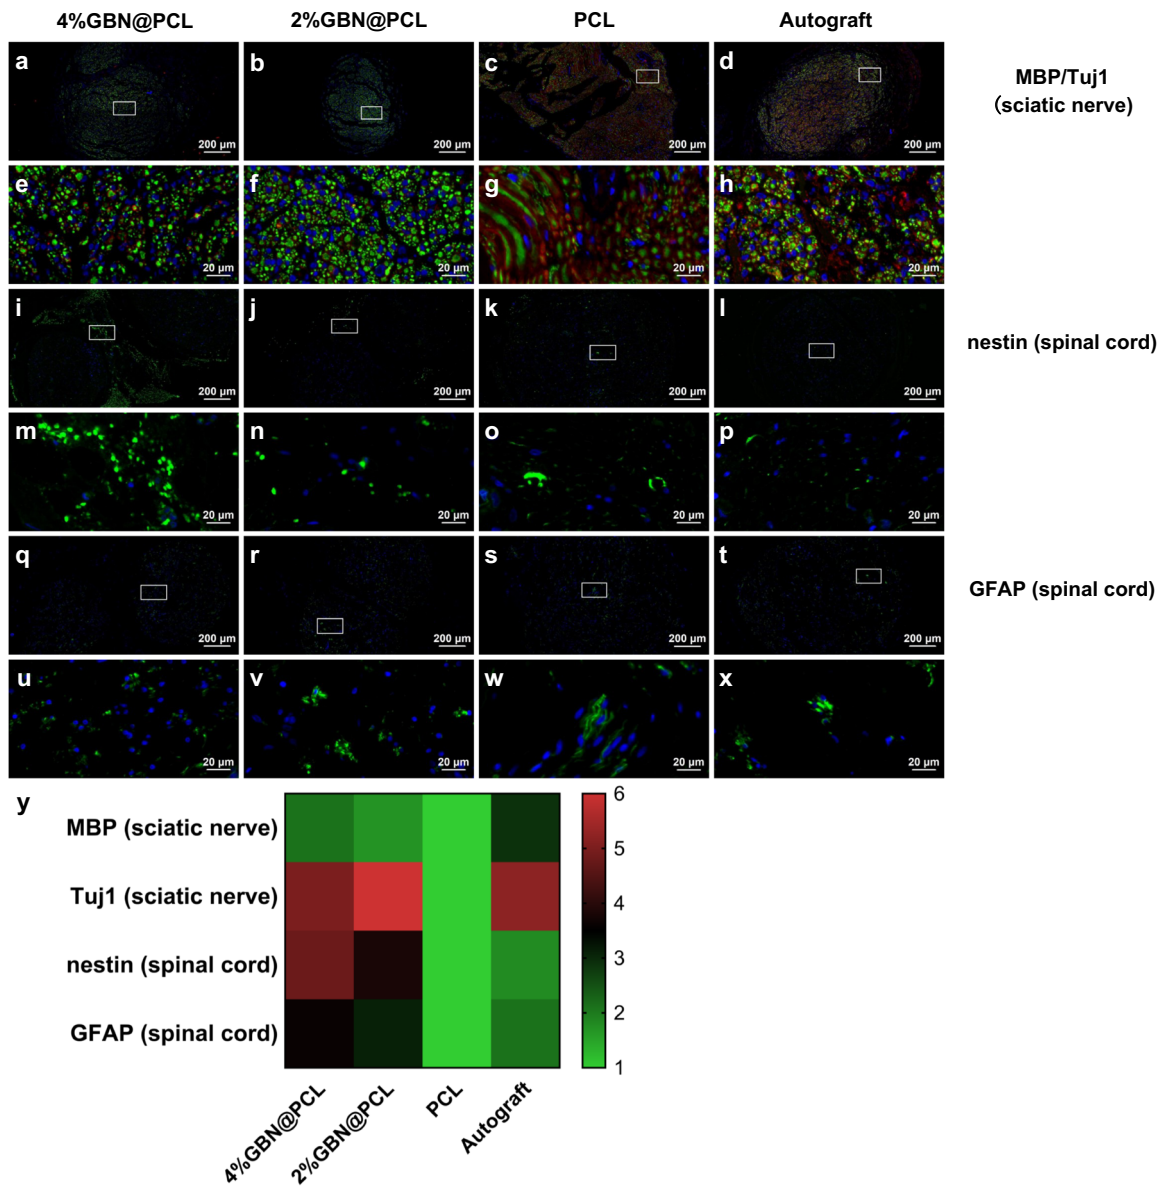 4%GBN@PCL 2%GBN@PCL PCL Autograft
a b c d MBP/Tuj1
(sciatic nerve)
200 μm 200 μm 200 μm 200 μm
e f g h
20 μm 20 μm 20 μm 20 μm
i j k l
nestin (spinal cord)
200 μm 200 μm 200 μm 200 μm
m n o p
20 μm 20 μm 20 μm 20 μm
q r s t
GFAP (spinal cord)
200 μm 200 μm 200 μm 200 μm
u v w x
20 μm 20 μm 20 μm 20 μm
y
MBP (sciatic nerve)
Tuj1 (sciatic nerve)
nestin (spinal cord)
GFAP (spinal cord)
6
5
4
3
2
1
4%GBN@PCL
2%GBN@PCL
PCL
Autograft